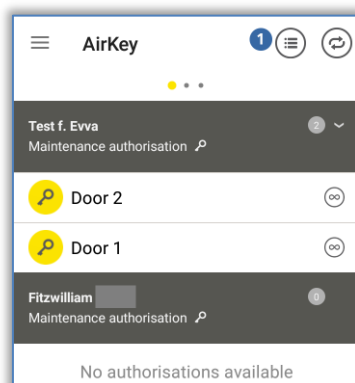 AirKey
1
Test f. Evva
2
Maintenance authorisation
Door 2
Door 1
Fitzwilliam
0
Maintenance authorisation
No authorisations available